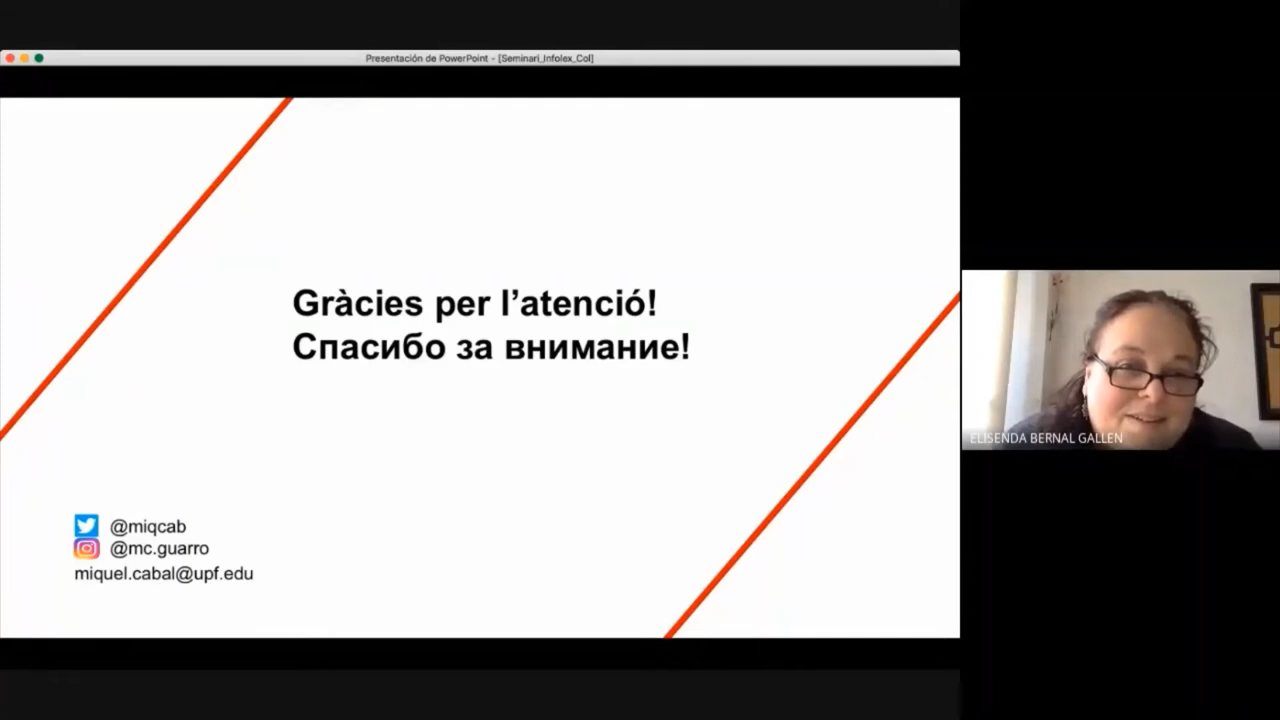 Presentación de PowerPoint - [Seminari_Infolex_Col]
Gràcies per l’atenció!
Спасибо за внимание!
@miqcab
@mc.guarro
miquel.cabal@upf.edu
ELISENDA BERNAL GALLEN